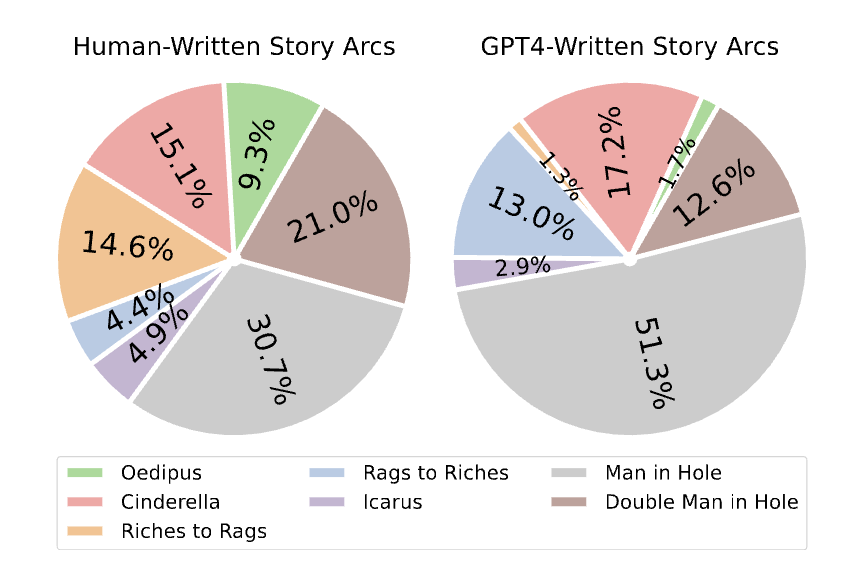 Human-Written Story Arcs
GPT4-Written Story Arcs
9.3%
15.1%
14.6%
4.4%
4.9%
30.7%
21.0%
1.7%
17.2%
1.3%
13.0%
2.9%
51.3%
12.6%
Oedipus
Cinderella
Riches to Rags
Rags to Riches
Icarus
Man in Hole
Double Man in Hole